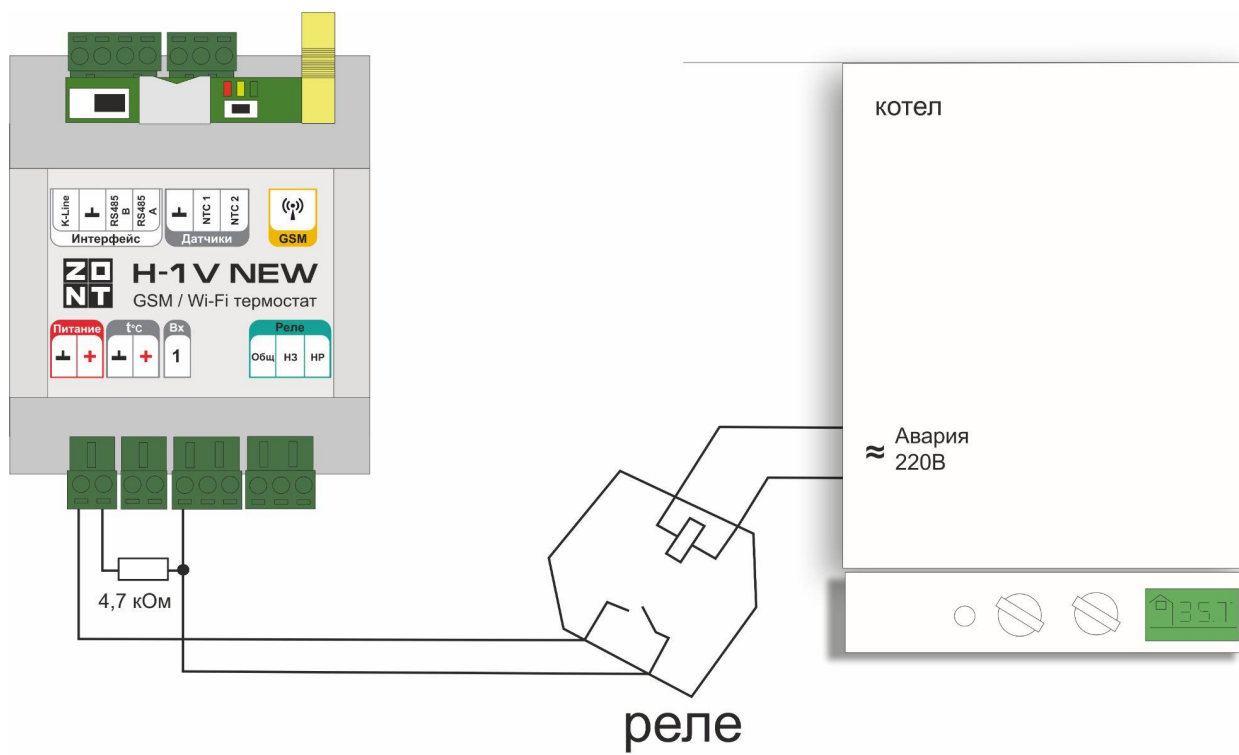 котел
K-Line
RS485 B
RS485 A
NTC 1
NTC 2
Интерфейс
Датчики
GSM
ZONT
H-1V NEW
GSM / Wi-Fi термостат
Питание
t°C
Вх
Реле
+
+
1
Общ
НЗ
НР
≈ Авария
220В
4,7 кОм
35.7°
реле